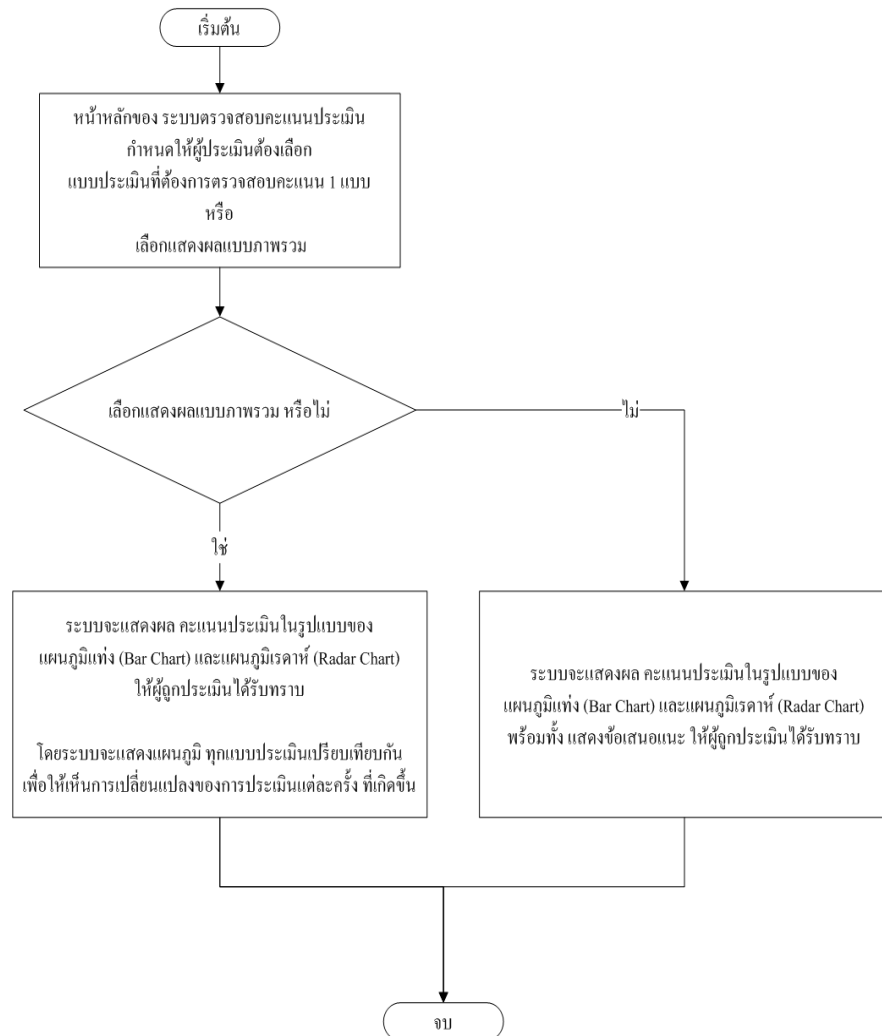 เริ่มต้น
หน้าหลักของ ระบบตรวจสอบคะแนนประเมิน
กำหนดให้ผู้ประเมินต้องเลือก
แบบประเมินที่ต้องการตรวจสอบคะแนน 1 แบบ
หรือ
เลือกแสดงผลแบบภาพรวม
เลือกแสดงผลแบบภาพรวม หรือไม่
ไม่
ใช่
ระบบจะแสดงผล คะแนนประเมินในรูปแบบของ
แผนภูมิแท่ง (Bar Chart) และแผนภูมิเรดาห์ (Radar Chart)
ให้ผู้ถูกประเมินได้รับทราบ
โดยระบบจะแสดงแผนภูมิ ทุกแบบประเมินเปรียบเทียบกัน
เพื่อให้เห็นการเปลี่ยนแปลงของการประเมินแต่ละครั้ง ที่เกิดขึ้น
ระบบจะแสดงผล คะแนนประเมินในรูปแบบของ
แผนภูมิแท่ง (Bar Chart) และแผนภูมิเรดาห์ (Radar Chart)
พร้อมทั้ง แสดงข้อเสนอแนะ ให้ผู้ถูกประเมินได้รับทราบ
จบ